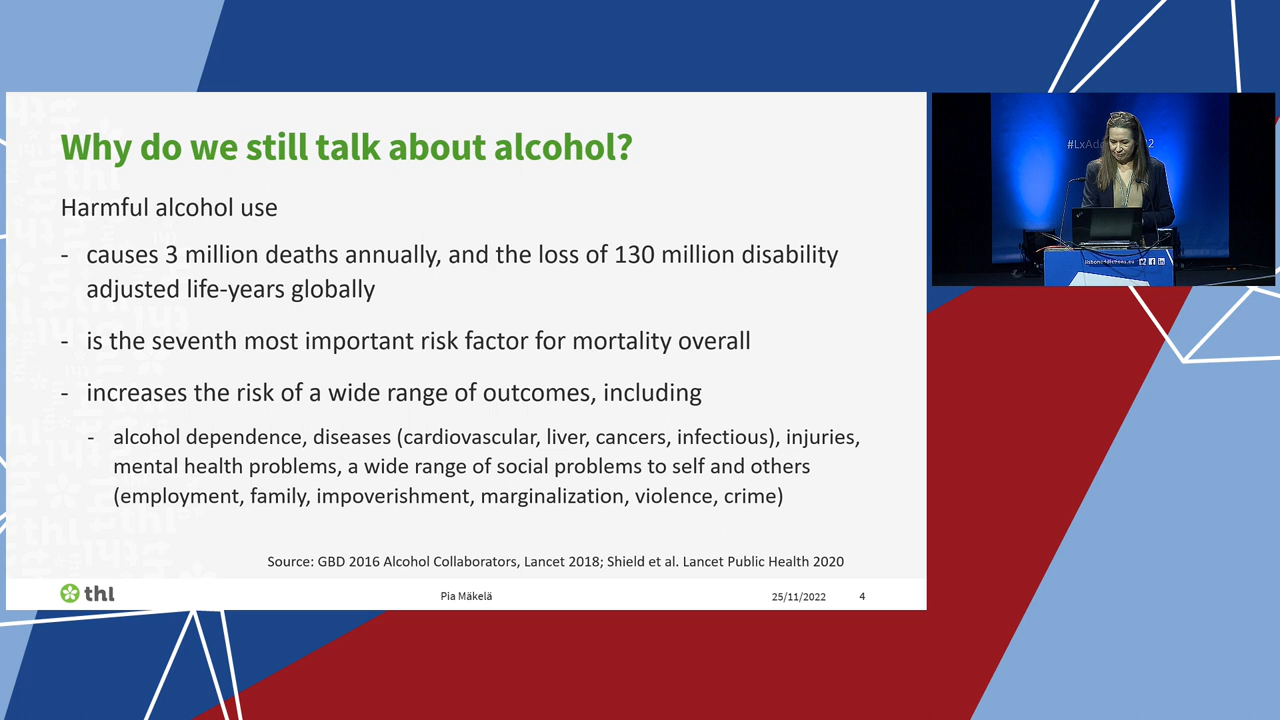 Why do we still talk about alcohol?
Harmful alcohol use
- causes 3 million deaths annually, and the loss of 130 million disability
adjusted life-years globally
- is the seventh most important risk factor for mortality overall
- increases the risk of a wide range of outcomes, including
- alcohol dependence, diseases (cardiovascular, liver, cancers, infectious), injuries,
mental health problems, a wide range of social problems to self and others
(employment, family, impoverishment, marginalization, violence, crime)
Source: GBD 2016 Alcohol Collaborators, Lancet 2018; Shield et al. Lancet Public Health 2020
thl
Pia Mäkelä
25/11/2022
4